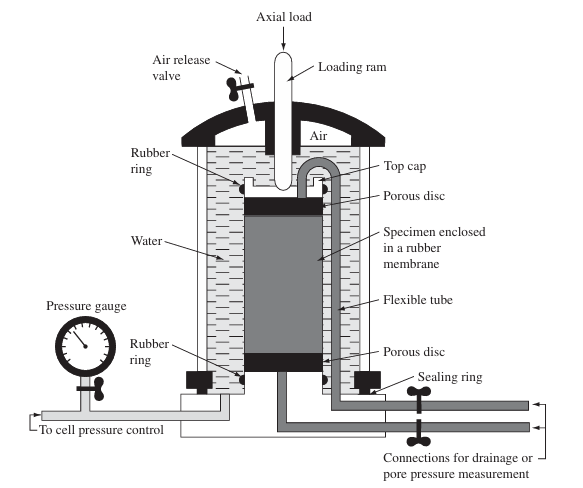 Axial load
Air release
valve
Loading ram
Air
Rubber
ring
Top cap
Porous disc
Water
Specimen enclosed
in a rubber
membrane
Pressure gauge
Flexible tube
Rubber
ring
Porous disc
Sealing ring
To cell pressure control
Connections for drainage or
pore pressure measurement